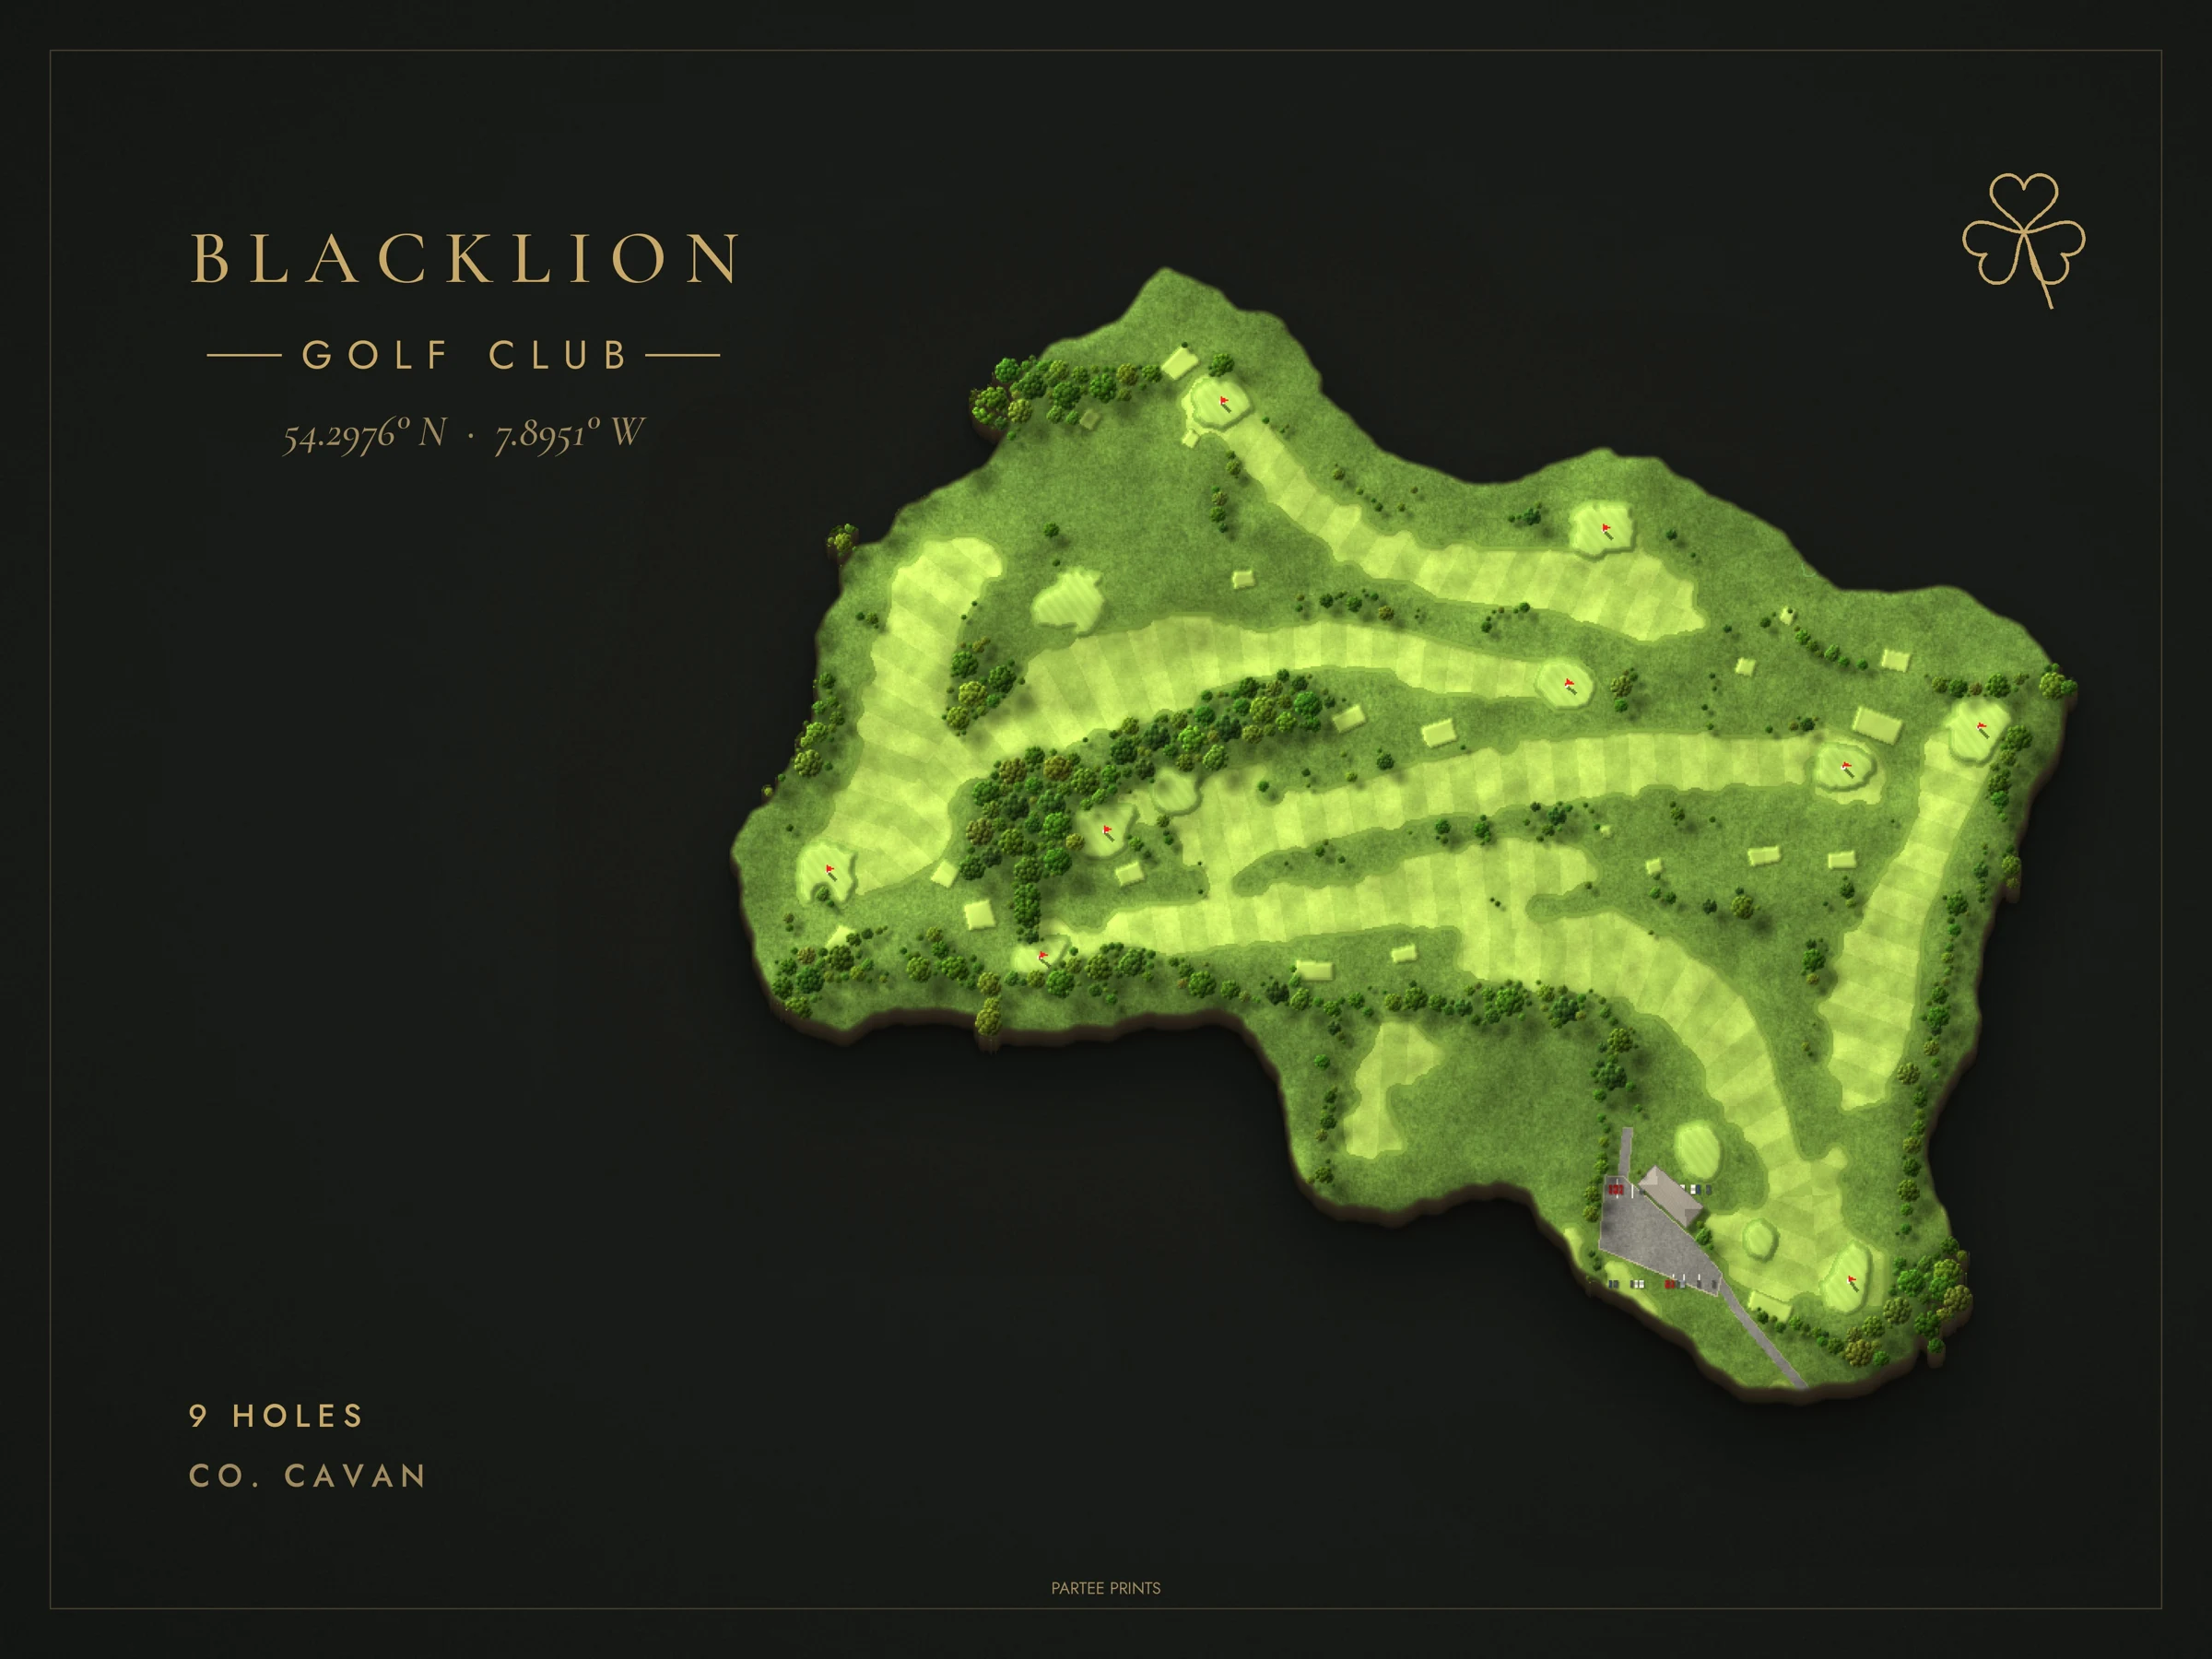 BLACKLION
GOLF CLUB
54.2976° N · 7.8951° W
9 HOLES
CO. CAVAN
PARTEE PRINTS